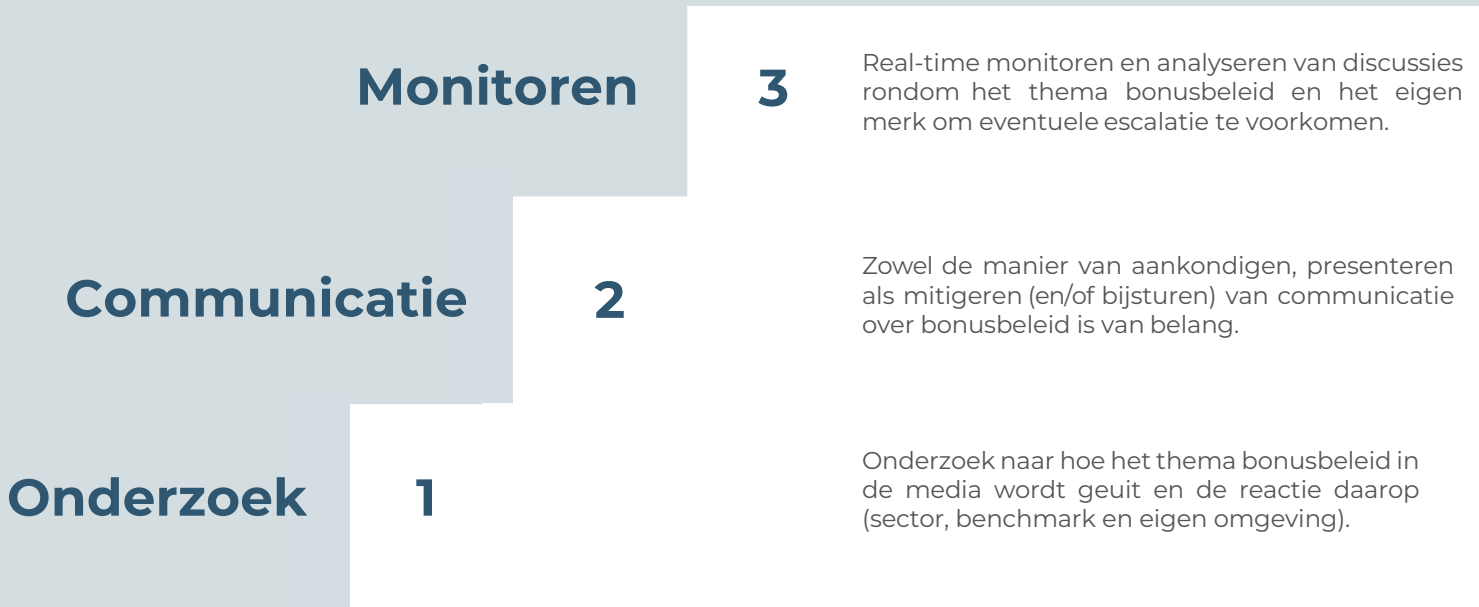 Monitoren
3
Real-time monitoren en analyseren van discussies
rondom het thema bonusbeleid en het eigen
merk om eventuele escalatie te voorkomen.
Communicatie
2
Zowel de manier van aankondigen, presenteren
als mitigeren (en/of bijsturen) van communicatie
over bonusbeleid is van belang.
Onderzoek
1
Onderzoek naar hoe het thema bonusbeleid in
de media wordt geuit en de reactie daarop
(sector, benchmark en eigen omgeving).